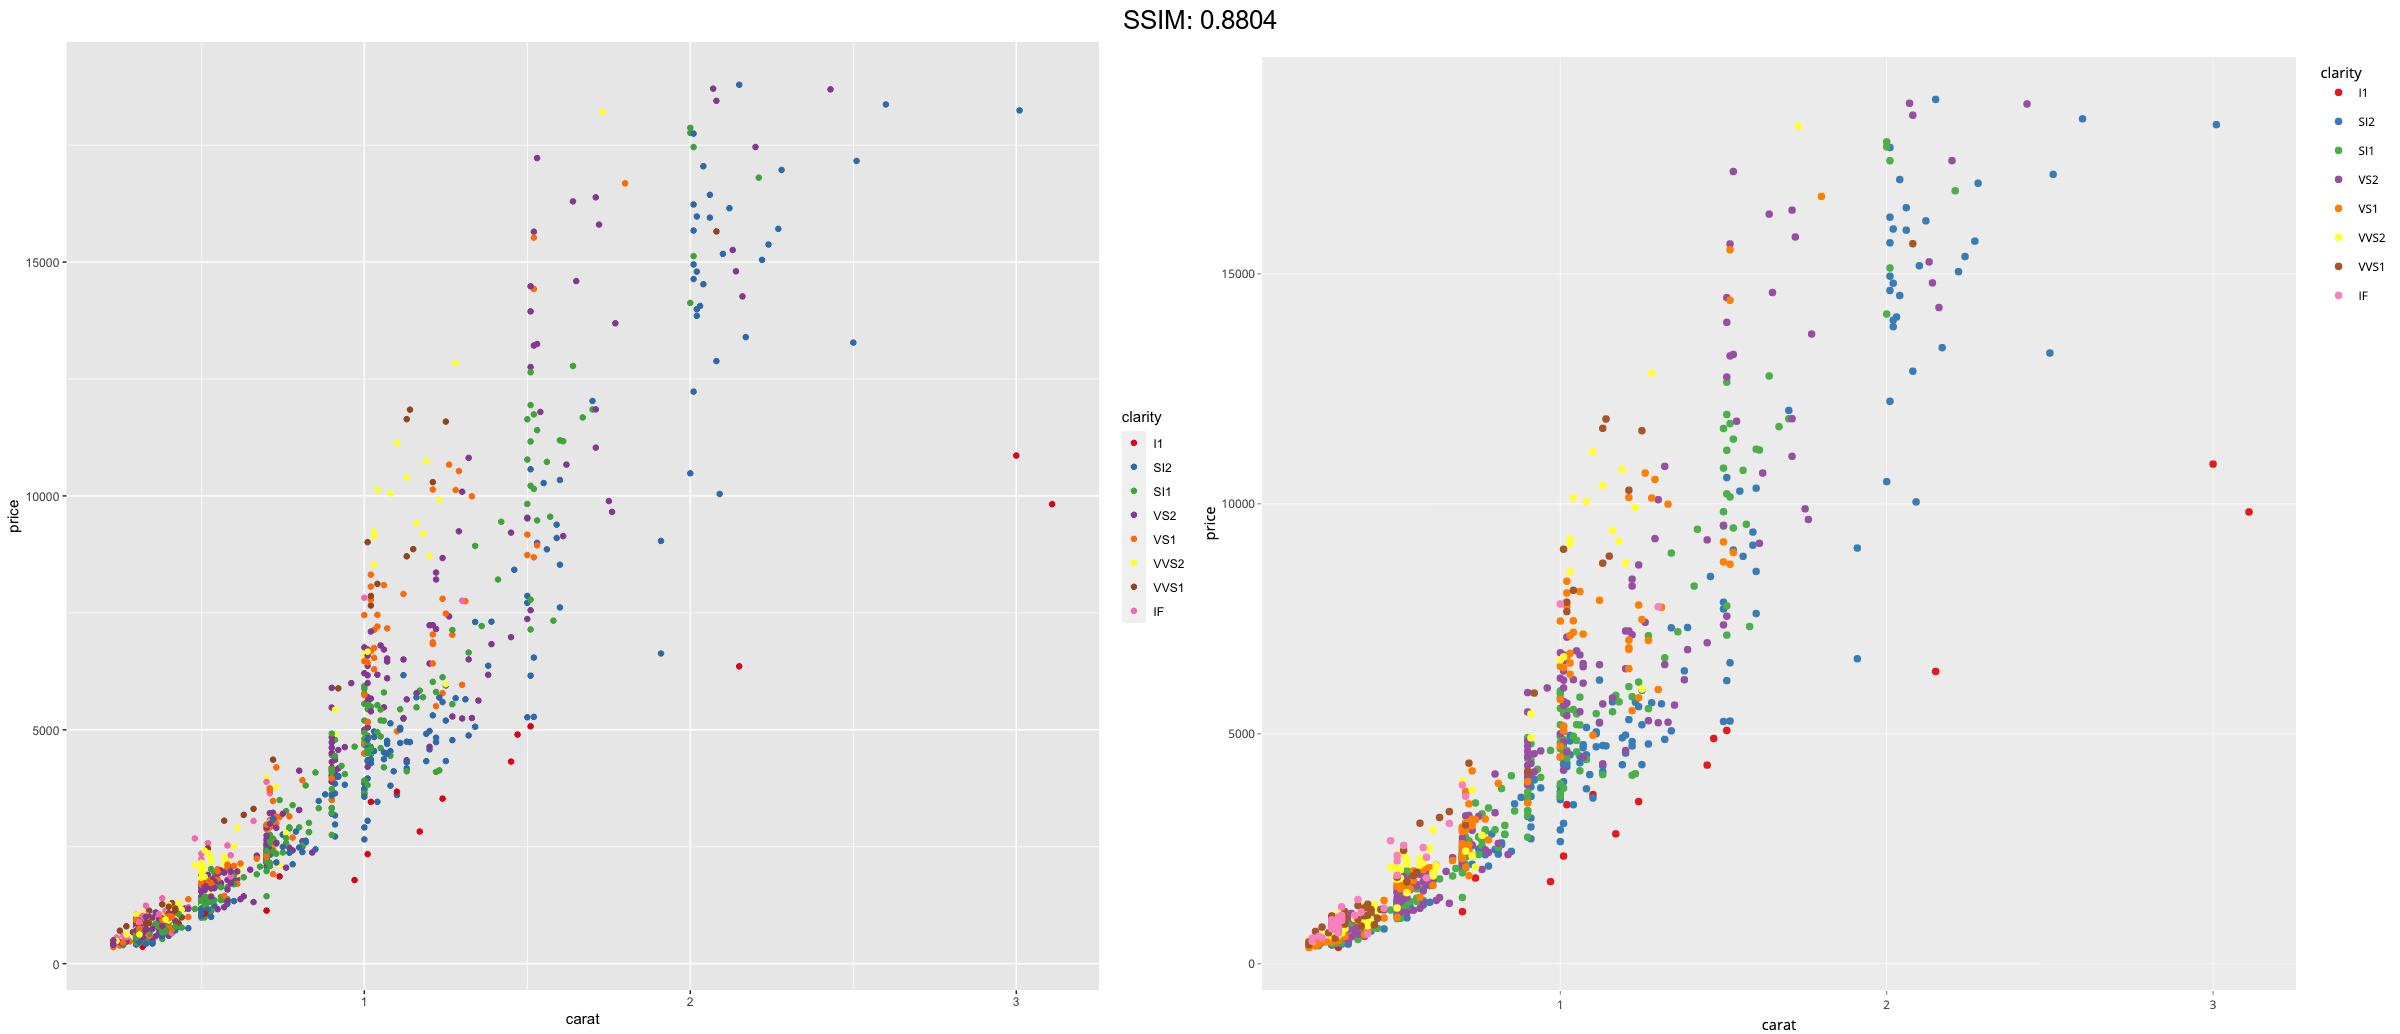 SSIM: 0.8804
price
15000
10000
5000
0
1
2
3
carat
clarity
I1
SI2
SI1
VS2
VS1
VVS2
VVS1
IF
price
15000
10000
5000
0
1
2
3
carat
clarity
I1
SI2
SI1
VS2
VS1
VVS2
VVS1
IF